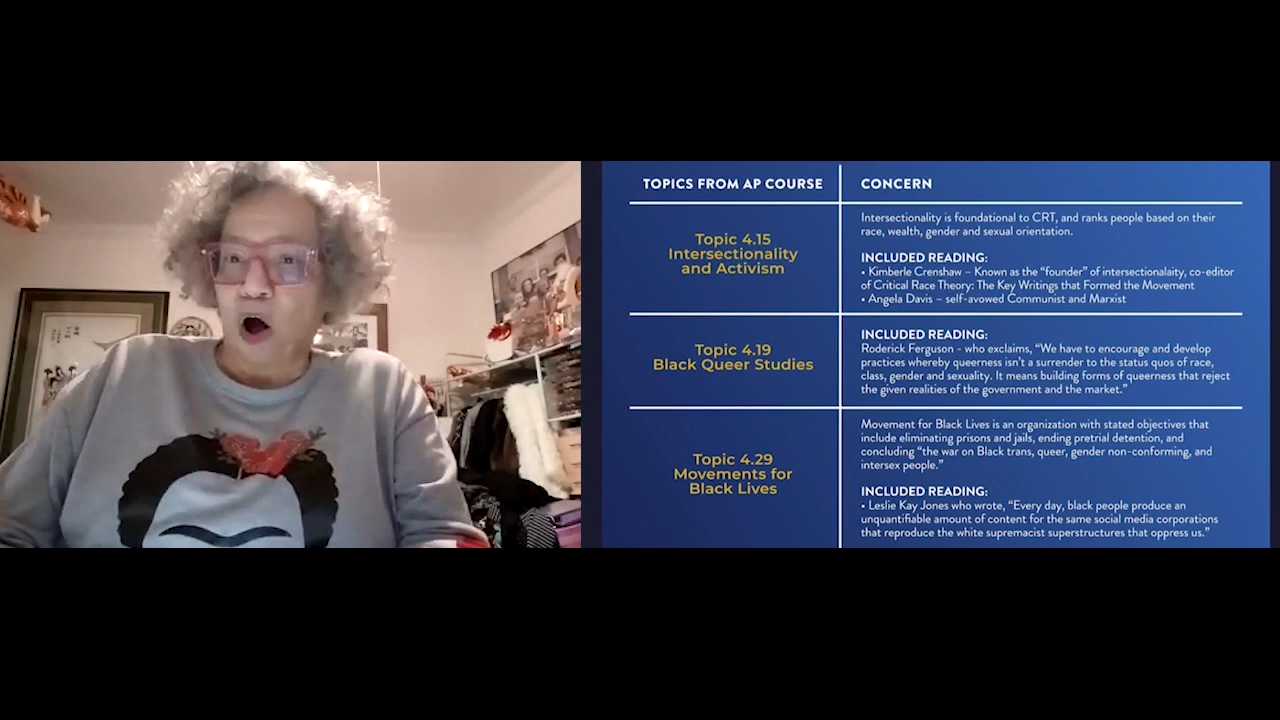 TOPICS FROM AP COURSE
CONCERN
Topic 4.15
Intersectionality
and Activism
Intersectionality is foundational to CRT, and ranks people based on their
race, wealth, gender and sexual orientation.
INCLUDED READING:
• Kimberle Crenshaw – Known as the “founder” of intersectionalaity, co-editor
of Critical Race Theory: The Key Writings that Formed the Movement
• Angela Davis – self-avowed Communist and Marxist
Topic 4.19
Black Queer Studies
INCLUDED READING:
Roderick Ferguson - who exclaims, “We have to encourage and develop
practices whereby queerness isn’t a surrender to the status quos of race,
class, gender and sexuality. It means building forms of queerness that reject
the given realities of the government and the market.”
Topic 4.29
Movements for
Black Lives
Movement for Black Lives is an organization with stated objectives that
include eliminating prisons and jails, ending pretrial detention, and
concluding “the war on Black trans, queer, gender non-conforming, and
intersex people.”
INCLUDED READING:
• Leslie Kay Jones who wrote, “Every day, black people produce an
unquantifiable amount of content for the same social media corporations
that reproduce the white supremacist superstructures that oppress us.”